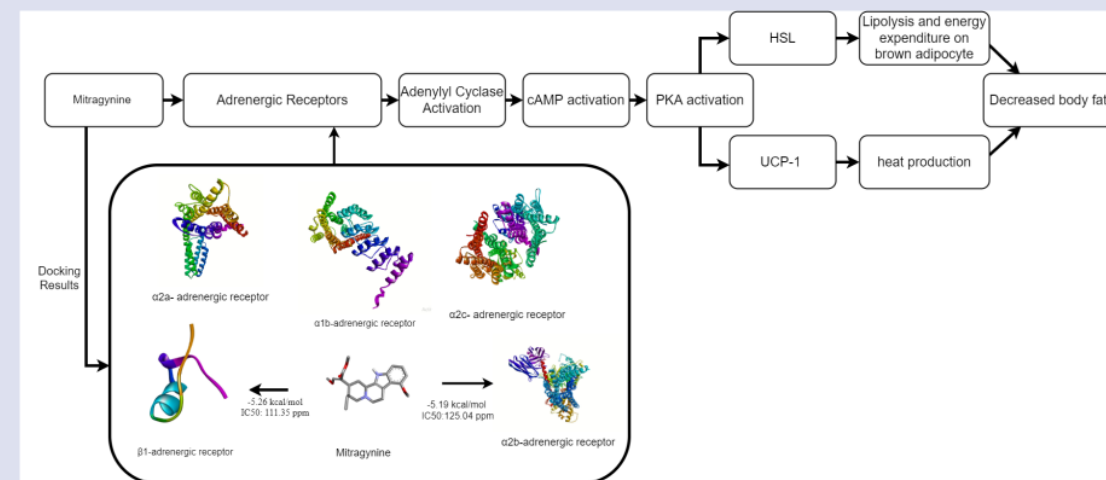 HSL
Lipolysis and energy
expenditure on
brown adipocyte
Mitragynine
Adrenergic Receptors
Adenylyl Cyclase
Activation
cAMP activation
PKA activation
Decreased body fat
UCP-1
heat production
Docking
Results
α2a- adrenergic receptor
α1b-adrenergic receptor
α2c- adrenergic receptor
-5.26 kcal/mol
IC50: 111.35 ppm
-5.19 kcal/mol
IC50:125.04 ppm
β1-adrenergic receptor
Mitragynine
α2b-adrenergic receptor